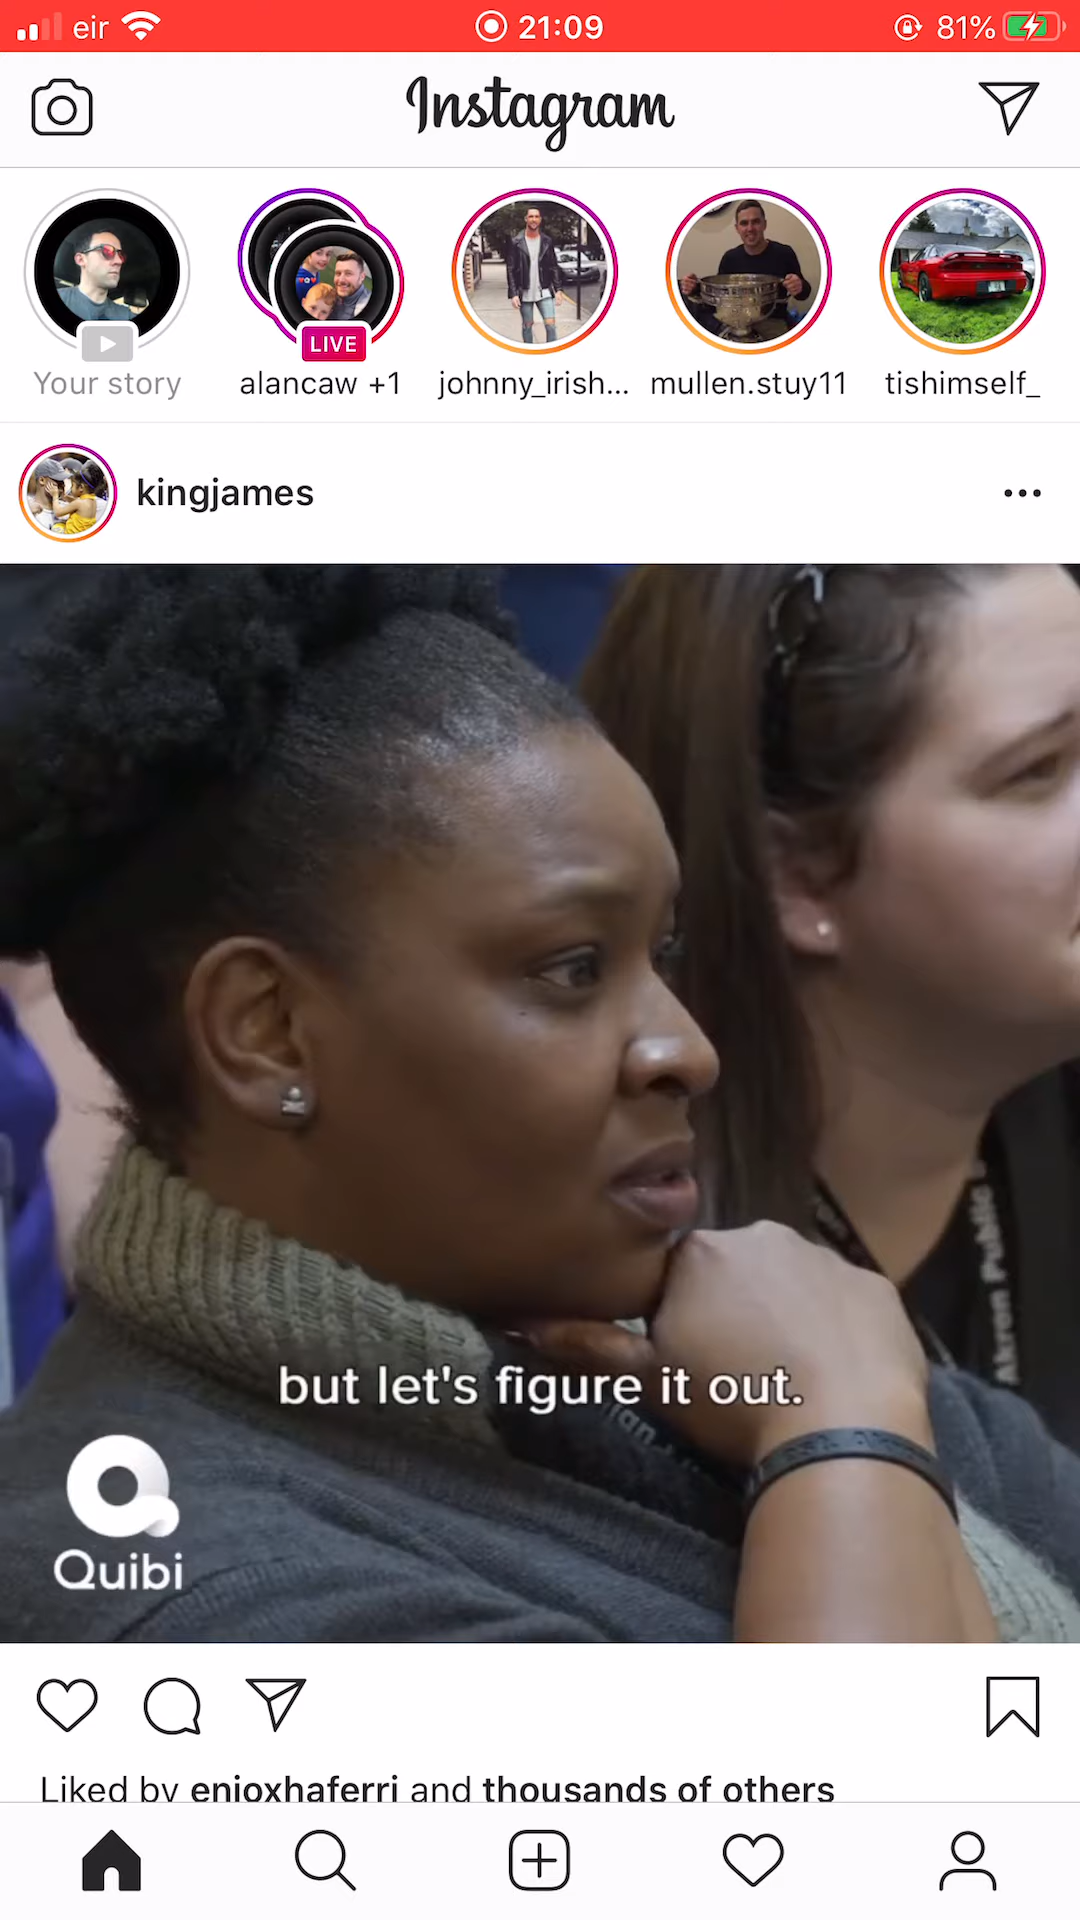 eir 21:09 81%
Instagram
LIVE
Your story alancaw +1 johnny_irish... mullen.stuy11 tishimself_
kingjames
Akron Public
but let's figure it out.
Quibi
Liked by enioxhaferri and thousands of others